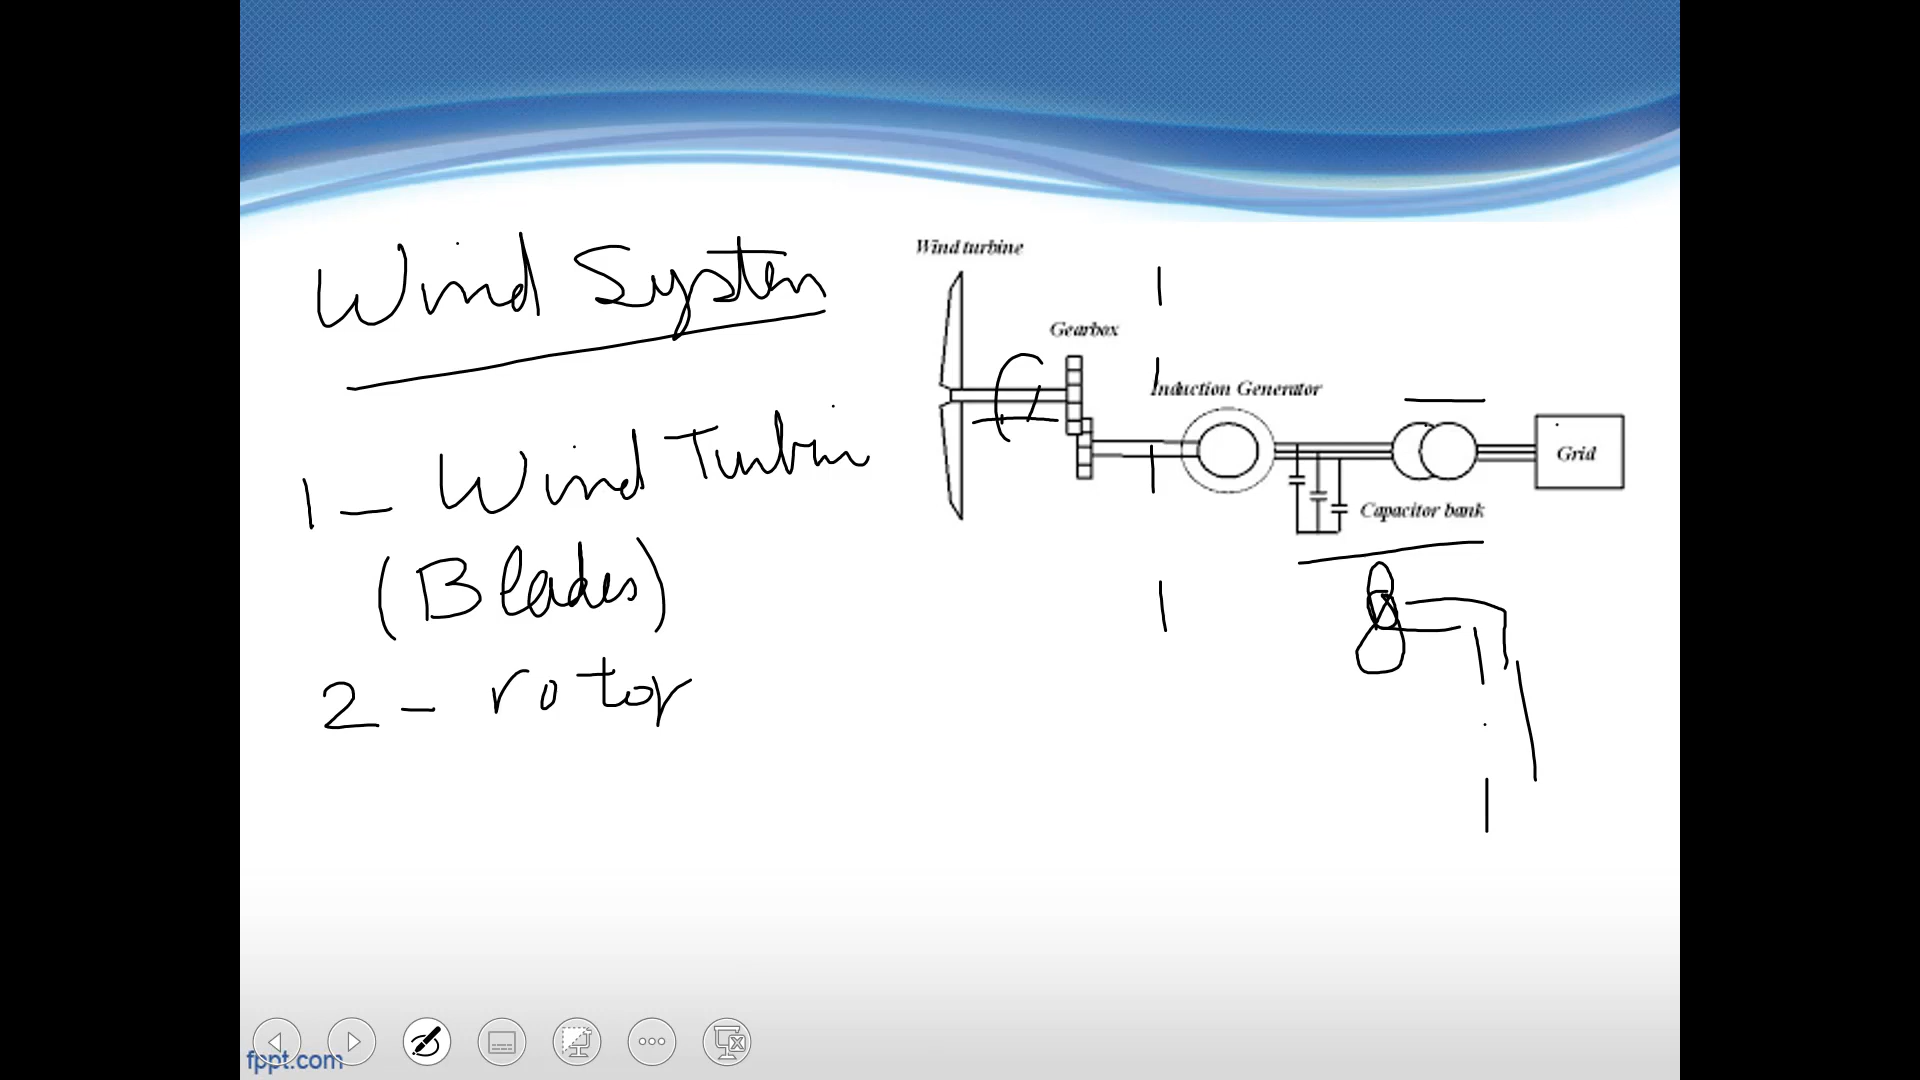 Wind System
1 - Wind Turbin
(Blades)
2 - rotor
Wind turbine
Gearbox
Induction Generator
Grid
Capacitor bank
fppt.com